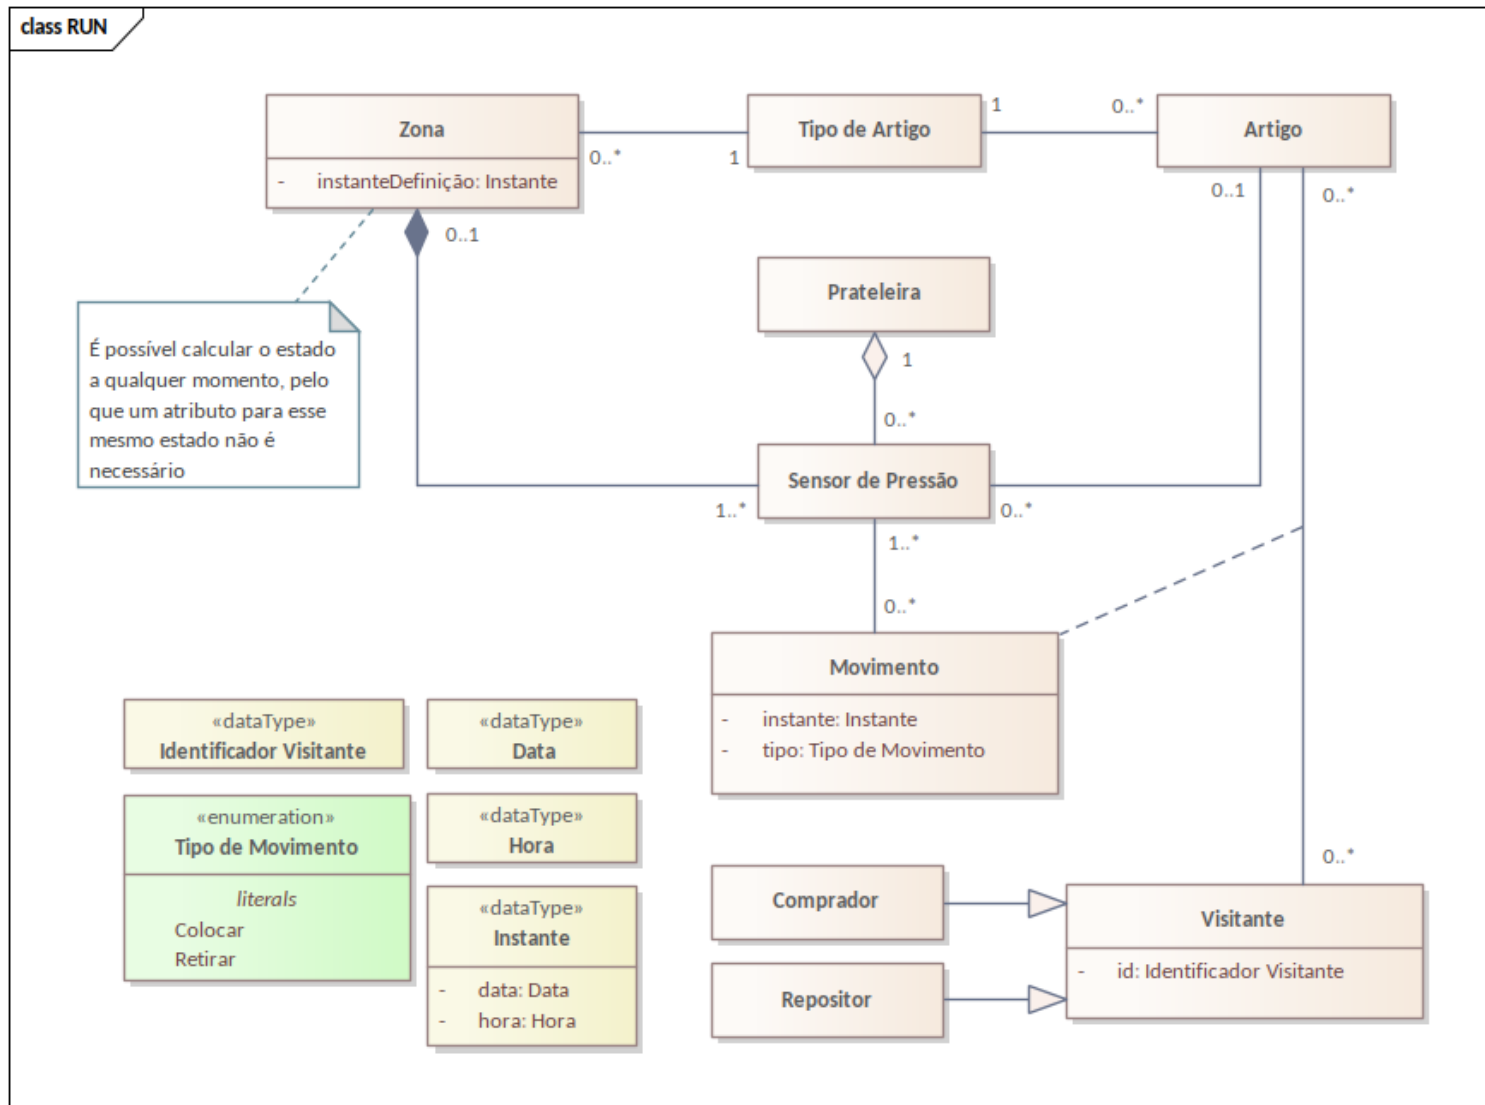 class RUN
Zona
- instanteDefinição: Instante
0..*
1
Tipo de Artigo
1
0..*
Artigo
0..1
0..*
0..1
É possível calcular o estado
a qualquer momento, pelo
que um atributo para esse
mesmo estado não é
necessário
Prateleira
1
0..*
Sensor de Pressão
1..*
0..*
1..*
0..*
Movimento
- instante: Instante
- tipo: Tipo de Movimento
«dataType»
Identificador Visitante
«dataType»
Data
«enumeration»
Tipo de Movimento
literals
Colocar
Retirar
«dataType»
Hora
«dataType»
Instante
- data: Data
- hora: Hora
Comprador
Repositor
0..*
Visitante
- id: Identificador Visitante